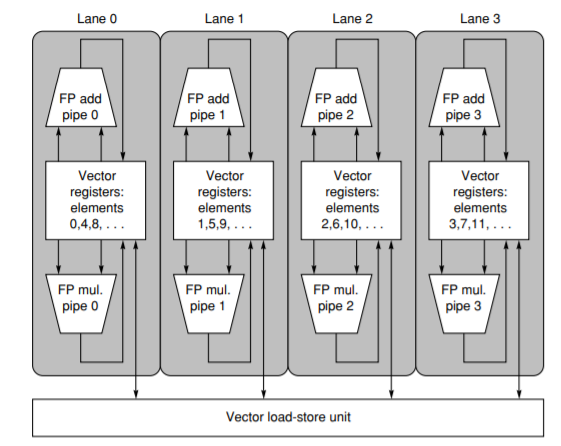 Lane 0
Lane 1
Lane 2
Lane 3
FP add
pipe 0
FP add
pipe 1
FP add
pipe 2
FP add
pipe 3
Vector
registers:
elements
0,4,8, . . .
Vector
registers:
elements
1,5,9, . . .
Vector
registers:
elements
2,6,10, . . .
Vector
registers:
elements
3,7,11, . . .
FP mul.
pipe 0
FP mul.
pipe 1
FP mul.
pipe 2
FP mul.
pipe 3
Vector load-store unit